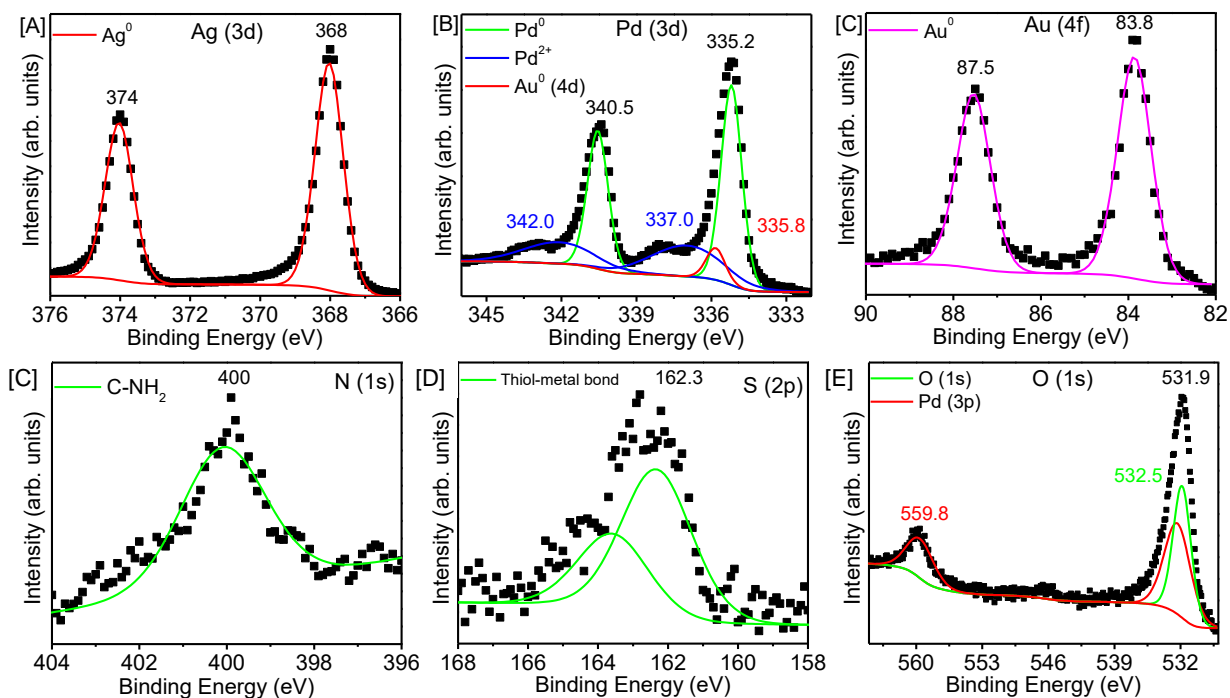 [A]
Ag⁰
Ag (3d)
368
374
Intensity (arb. units)
376 374 372 370 368 366
Binding Energy (eV)
[B]
Pd⁰
Pd (3d)
Pd²⁺
Au⁰ (4d)
335.2
340.5
342.0
337.0
335.8
Intensity (arb. units)
345 342 339 336 333
Binding Energy (eV)
[C]
Au⁰
Au (4f)
83.8
87.5
Intensity (arb. units)
90 88 86 84 82
Binding Energy (eV)
[C]
C-NH₂
400
N (1s)
Intensity (arb. units)
404 402 400 398 396
Binding Energy (eV)
[D]
Thiol-metal bond
162.3
S (2p)
Intensity (arb. units)
168 166 164 162 160 158
Binding Energy (eV)
[E]
O (1s)
O (1s)
Pd (3p)
531.9
532.5
559.8
Intensity (arb. units)
560 553 546 539 532
Binding Energy (eV)